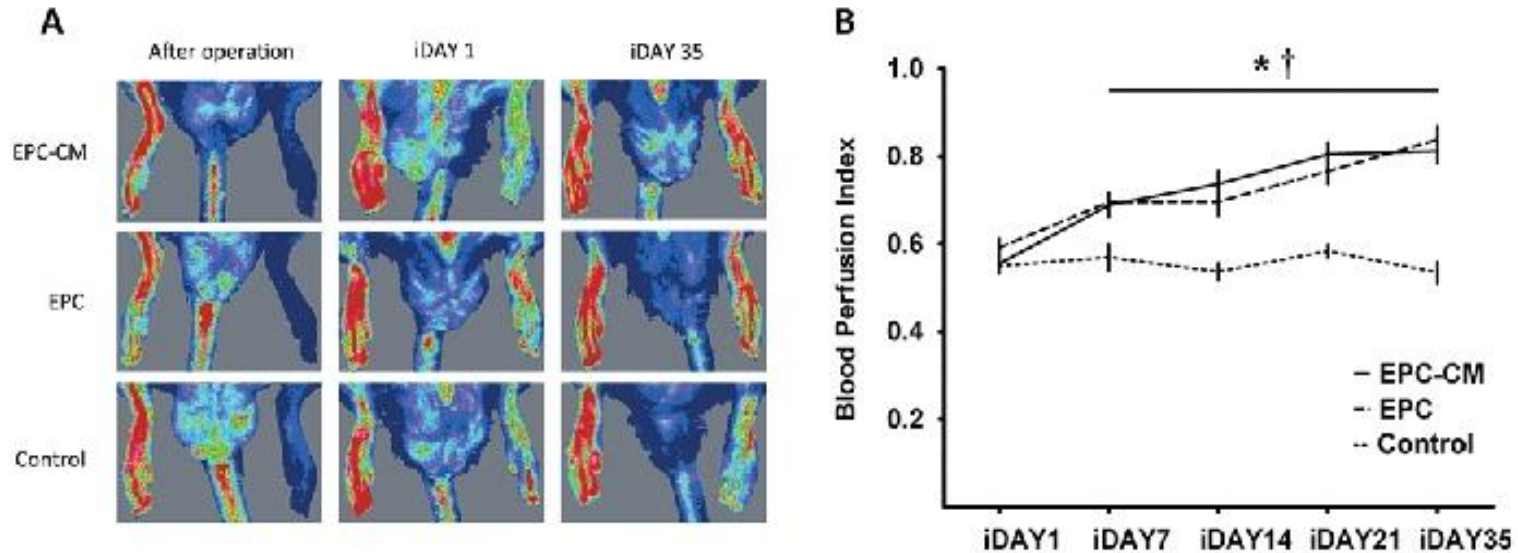 A
After operation
iDAY 1
iDAY 35
EPC-CM
EPC
Control
B
* †
1.0
0.8
0.6
0.4
0.2
Blood Perfusion Index
EPC-CM
EPC
Control
iDAY1
iDAY7
iDAY14
iDAY21
iDAY35